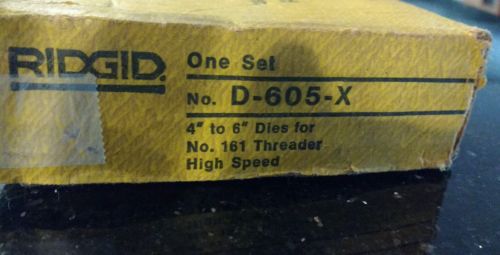 RIDGID.
One Set
No. D-605-X
4" to 6" Dies for
No. 161 Threader
High Speed